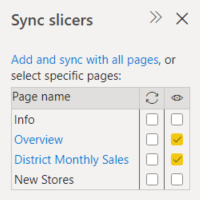 Sync slicers
Add and sync with all pages, or
select specific pages:
Page name
Info
Overview
District Monthly Sales
New Stores